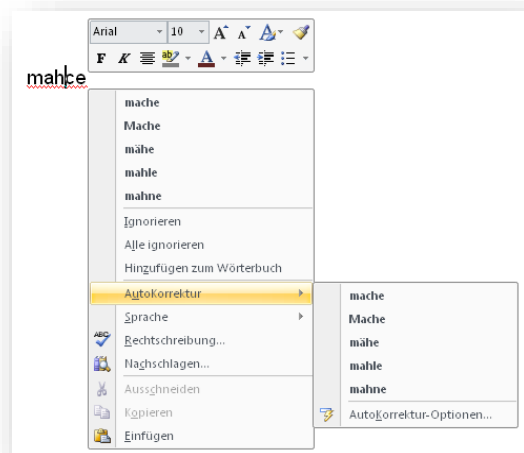 Arial 10 A A A
F K A
mahce
mache
Mache
mähe
mahle
mahne
Ignorieren
Alle ignorieren
Hinzufügen zum Wörterbuch
AutoKorrektur
Sprache
ABC Rechtschreibung...
Nachschlagen...
Ausschneiden
Kopieren
Einfügen
mache
Mache
mähe
mahle
mahne
AutoKorrektur-Optionen...